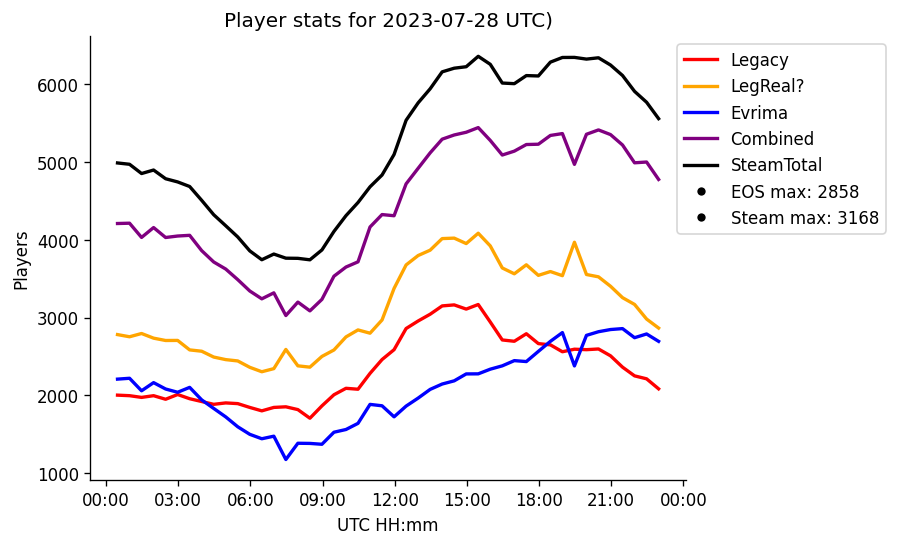 Player stats for 2023-07-28 UTC)
Legacy
LegReal?
Evrima
Combined
SteamTotal
EOS max: 2858
Steam max: 3168
Players
6000
5000
4000
3000
2000
1000
00:00 03:00 06:00 09:00 12:00 15:00 18:00 21:00 00:00
UTC HH:mm